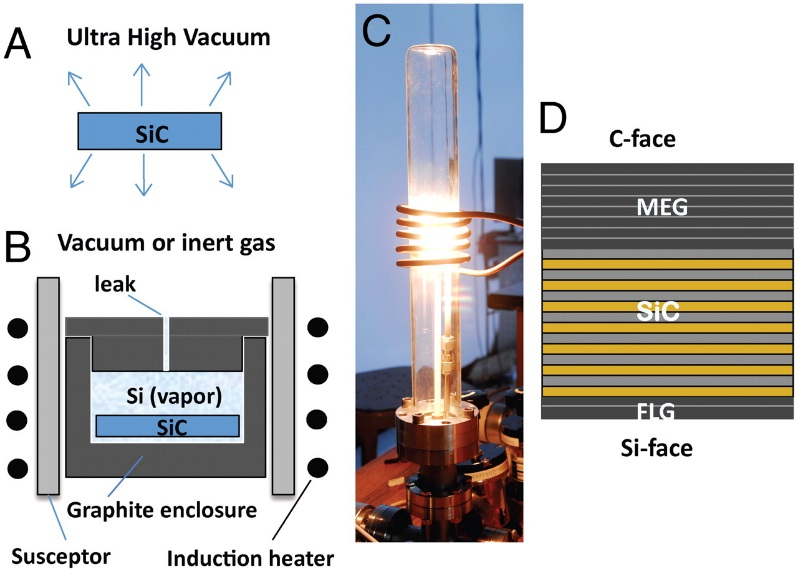 A
Ultra High Vacuum
SiC
B
Vacuum or inert gas
leak
Si (vapor)
SiC
Graphite enclosure
Susceptor
Induction heater
C
D
C-face
MEG
SiC
FLG
Si-face